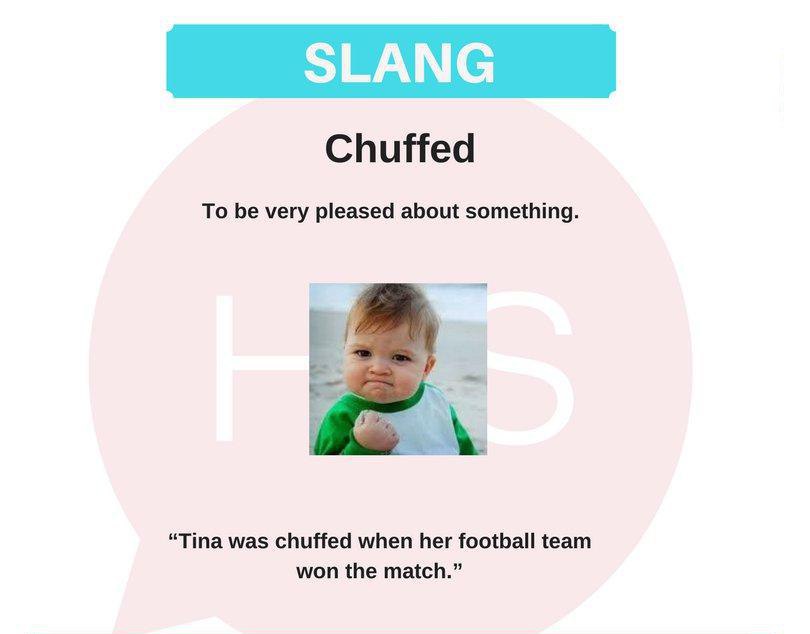 SLANG
Chuffed
To be very pleased about something.
H S
“Tina was chuffed when her football team
won the match.”